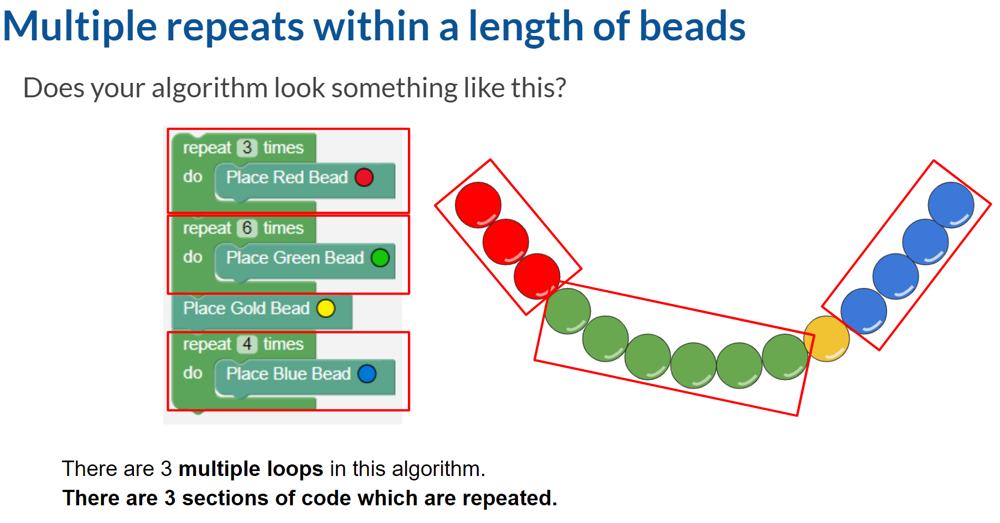 Multiple repeats within a length of beads
Does your algorithm look something like this?
repeat 3 times
do Place Red Bead
repeat 6 times
do Place Green Bead
Place Gold Bead
repeat 4 times
do Place Blue Bead
There are 3 multiple loops in this algorithm.
There are 3 sections of code which are repeated.